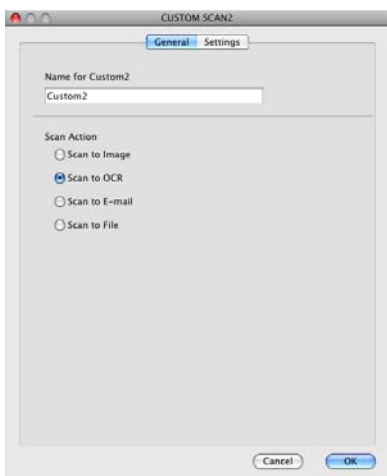 CUSTOM SCAN2
General Settings
Name for Custom2
Custom2
Scan Action
Scan to Image
Scan to OCR
Scan to E-mail
Scan to File
Cancel OK